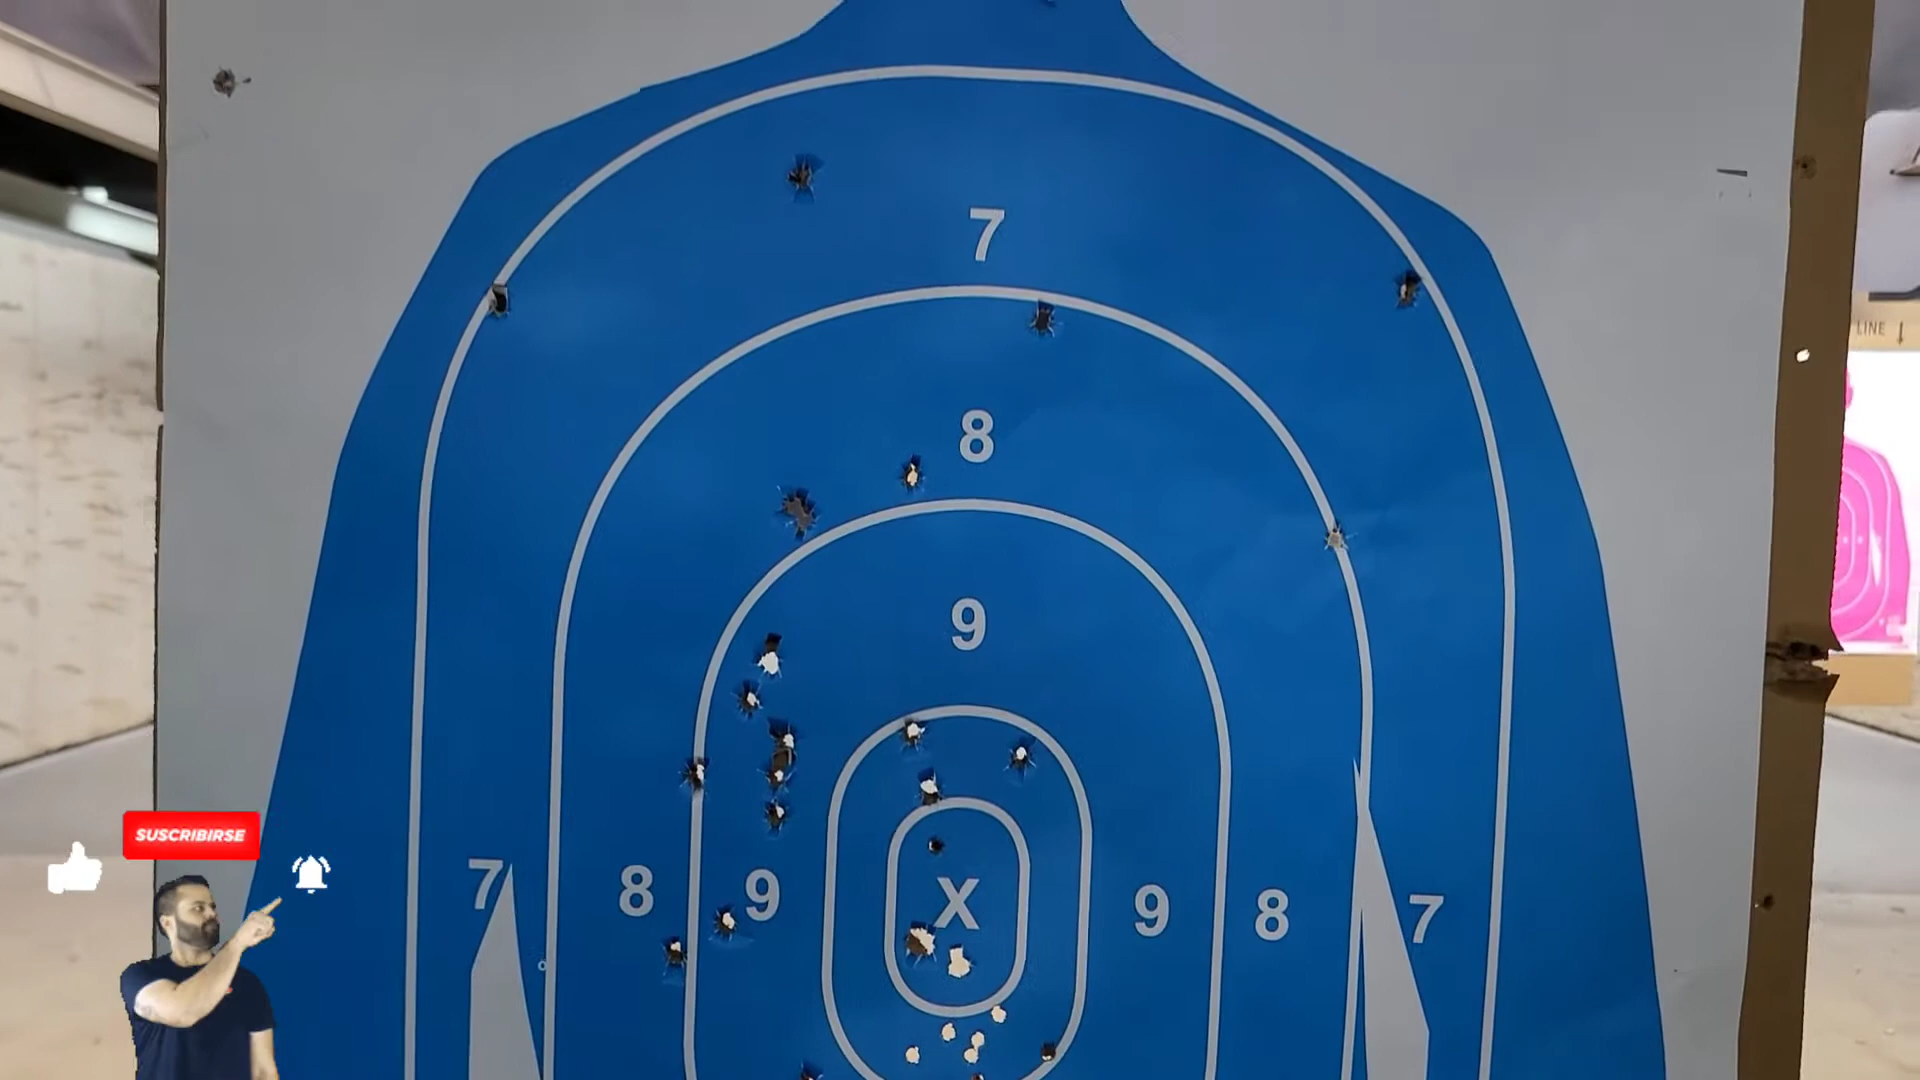 7
8
9
7 8 9 X 9 8 7
LINE
SUSCRIBIRSE